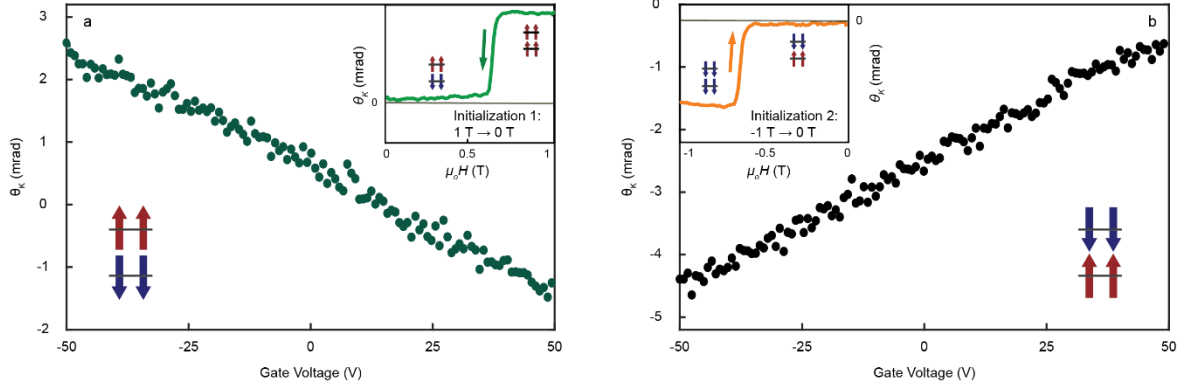 a
3
2
1
0
-1
-2
θK (mrad)
-50
-25
0
25
50
Gate Voltage (V)
θK (mrad)
0
Initialization 1:
1 T → 0 T
0
0.5
1
μoH (T)
b
0
-1
-2
-3
-4
-5
θK (mrad)
-50
-25
0
25
50
Gate Voltage (V)
0
θK (mrad)
Initialization 2:
-1 T → 0 T
-1
-0.5
0
μoH (T)